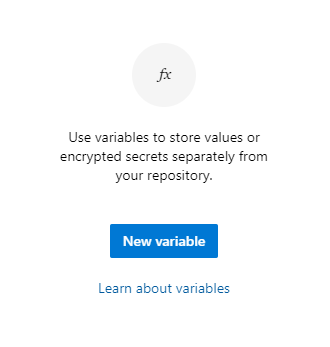 fx
Use variables to store values or
encrypted secrets separately from
your repository.
New variable
Learn about variables